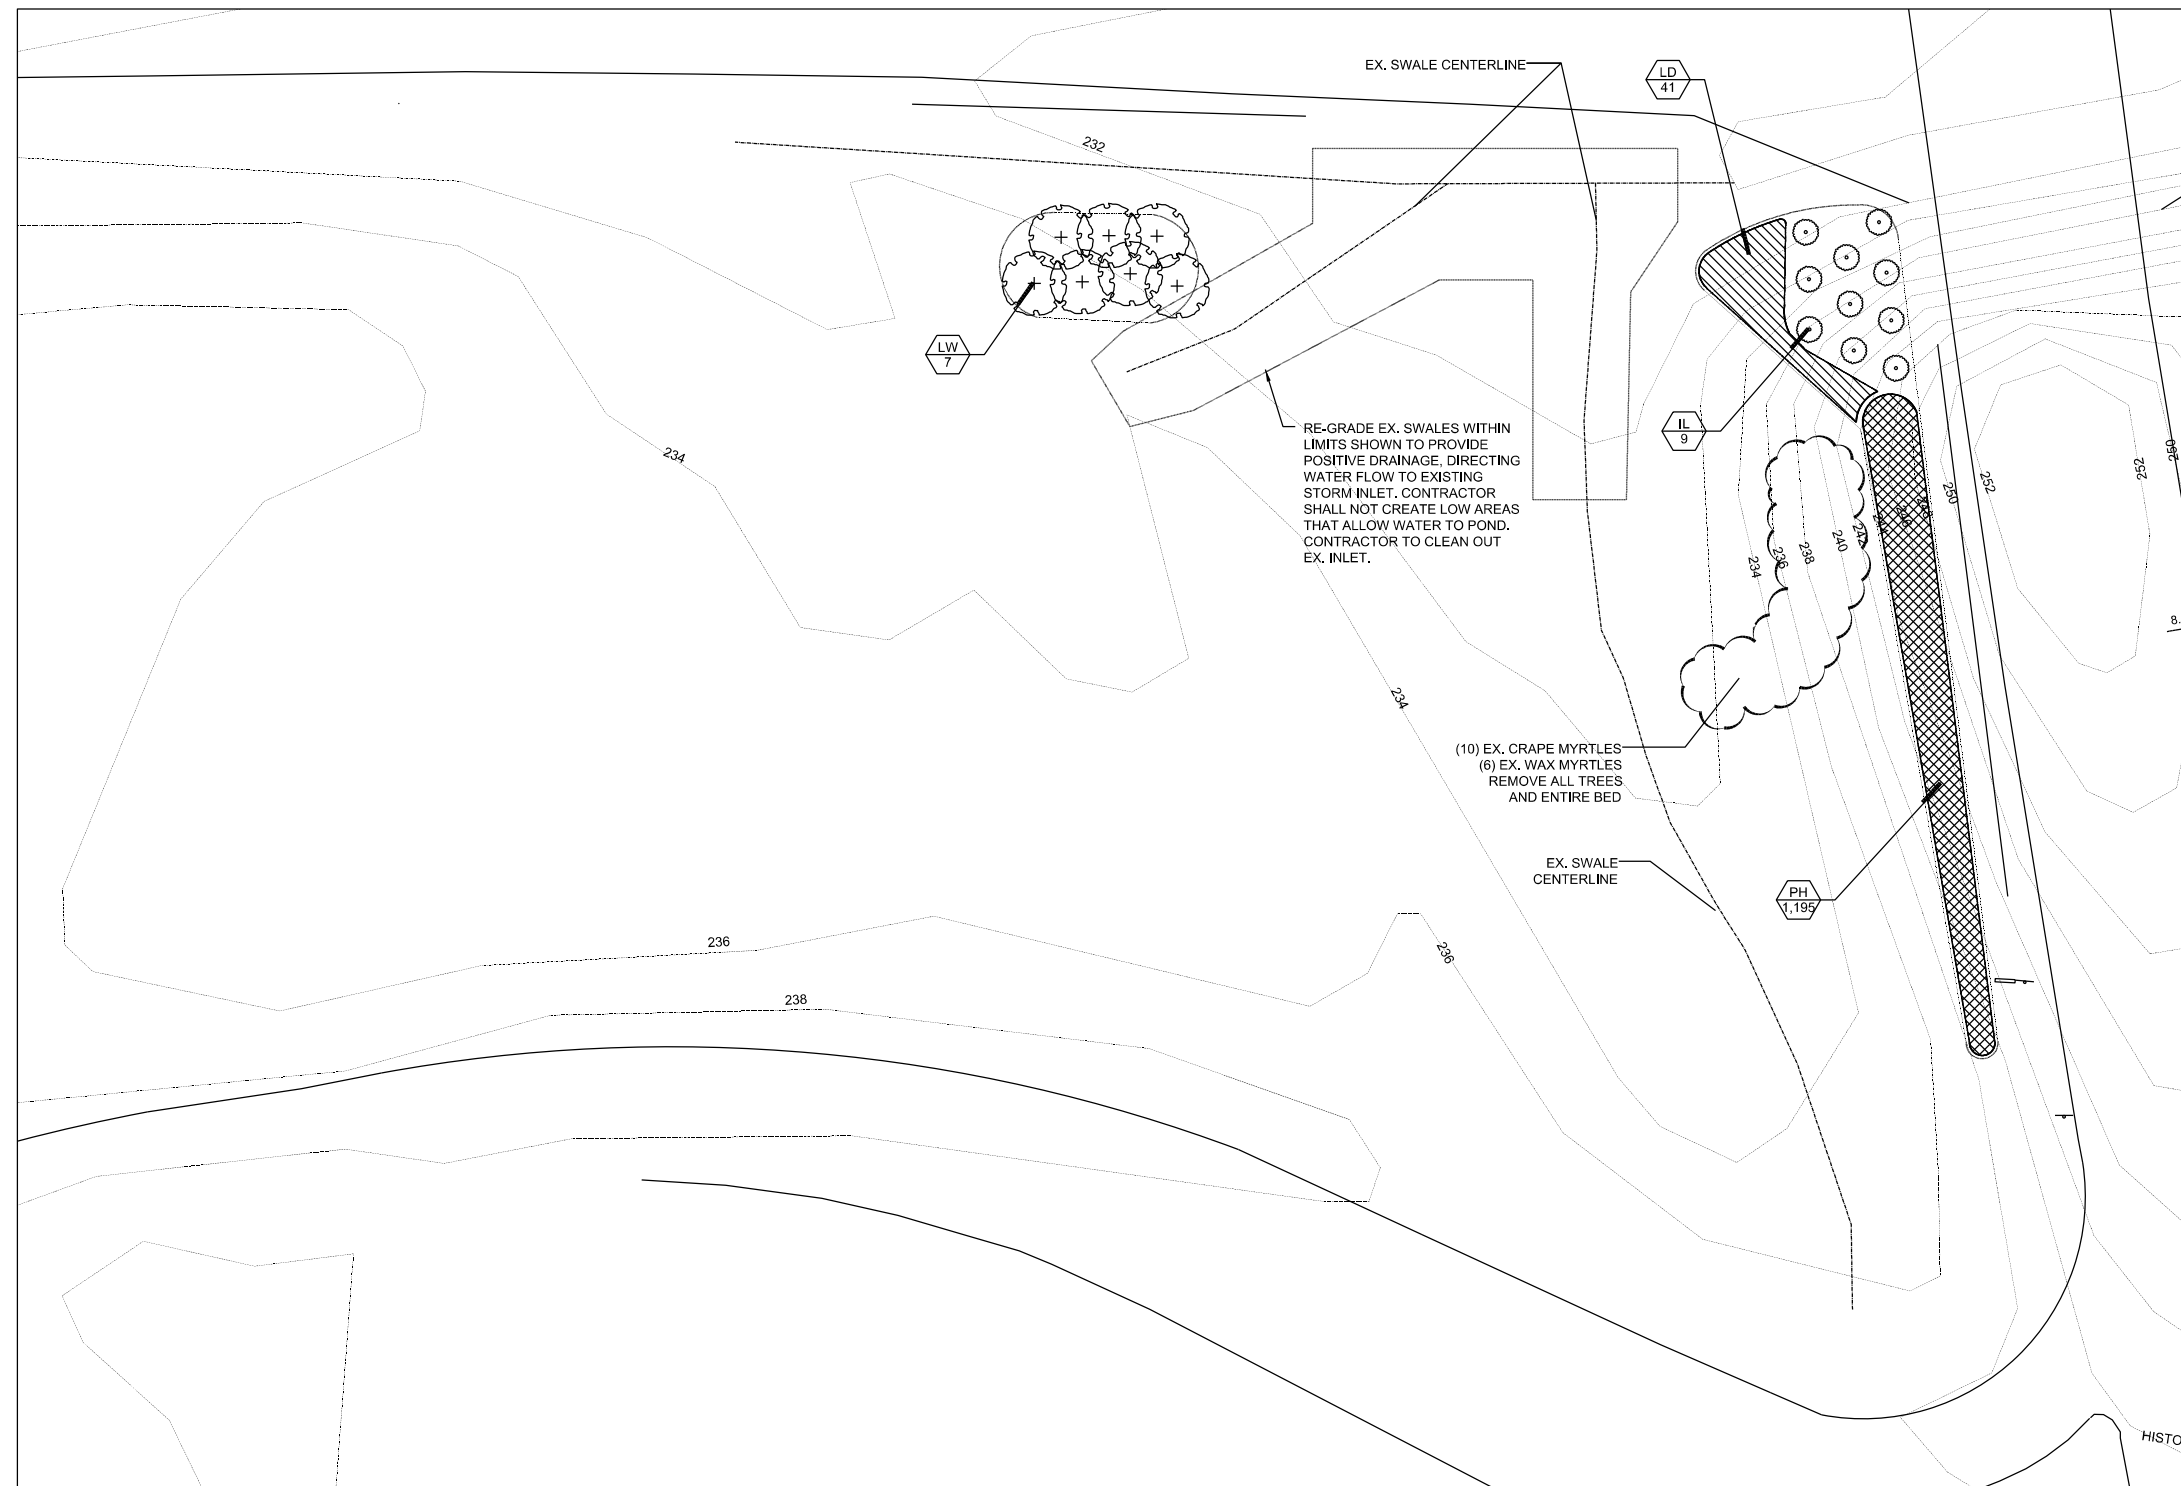 EX. SWALE CENTERLINE
LD
41
232
LW
7
IL
9
RE-GRADE EX. SWALES WITHIN
LIMITS SHOWN TO PROVIDE
POSITIVE DRAINAGE, DIRECTING
WATER FLOW TO EXISTING
STORM INLET. CONTRACTOR
SHALL NOT CREATE LOW AREAS
THAT ALLOW WATER TO POND.
CONTRACTOR TO CLEAN OUT
EX. INLET.
234
234
236
238
240
242
246
248
250
252
252
250
8.
234
(10) EX. CRAPE MYRTLES
(6) EX. WAX MYRTLES
REMOVE ALL TREES
AND ENTIRE BED
EX. SWALE
CENTERLINE
PH
1,195
236
236
238
HISTO